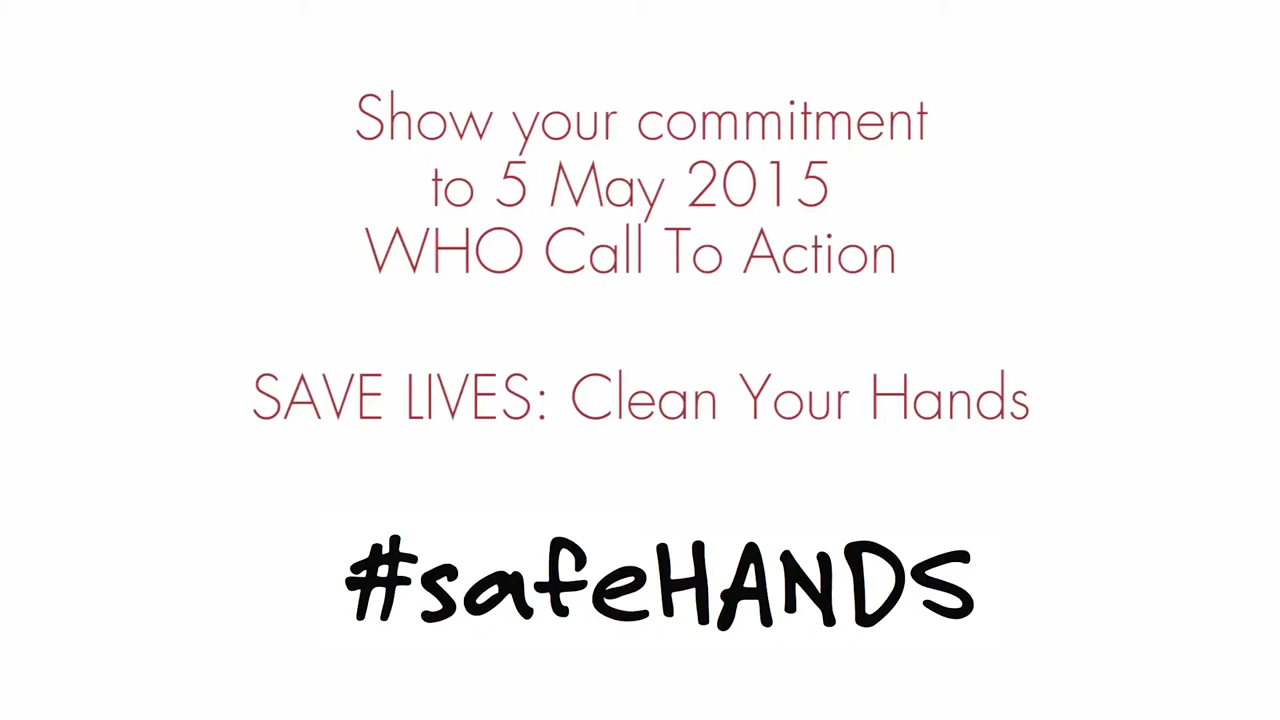 Show your commitment
to 5 May 2015
WHO Call To Action
SAVE LIVES: Clean Your Hands
#safeHANDS